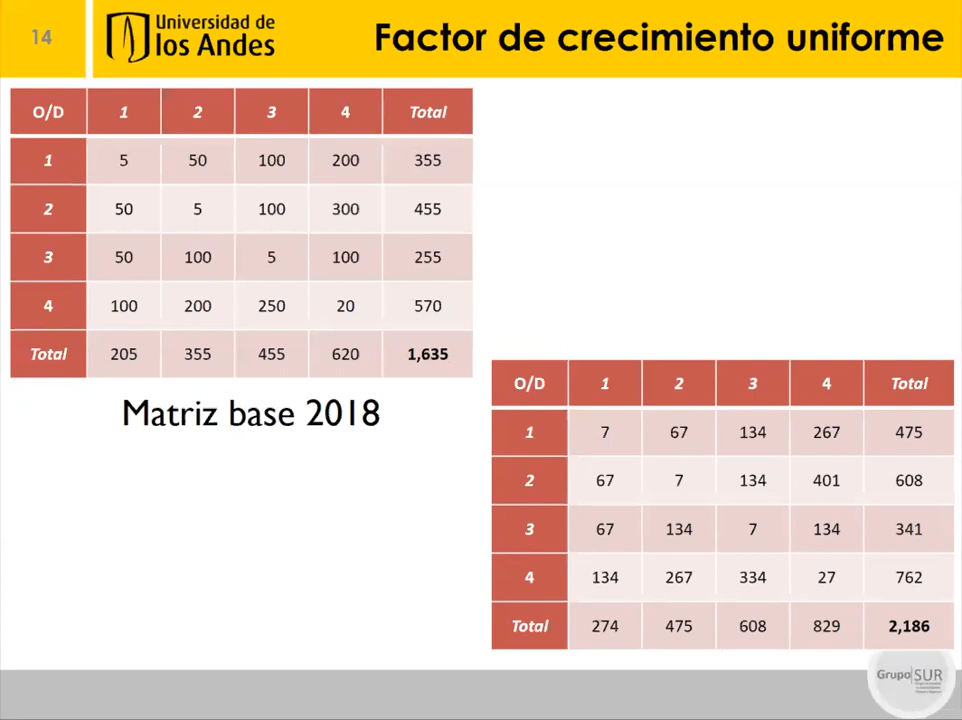 14
Universidad de
los Andes
Factor de crecimiento uniforme
O/D 1 2 3 4 Total
1 5 50 100 200 355
2 50 5 100 300 455
3 50 100 5 100 255
4 100 200 250 20 570
Total 205 355 455 620 1,635
Matriz base 2018
O/D 1 2 3 4 Total
1 7 67 134 267 475
2 67 7 134 401 608
3 67 134 7 134 341
4 134 267 334 27 762
Total 274 475 608 829 2,186
Grupo SUR